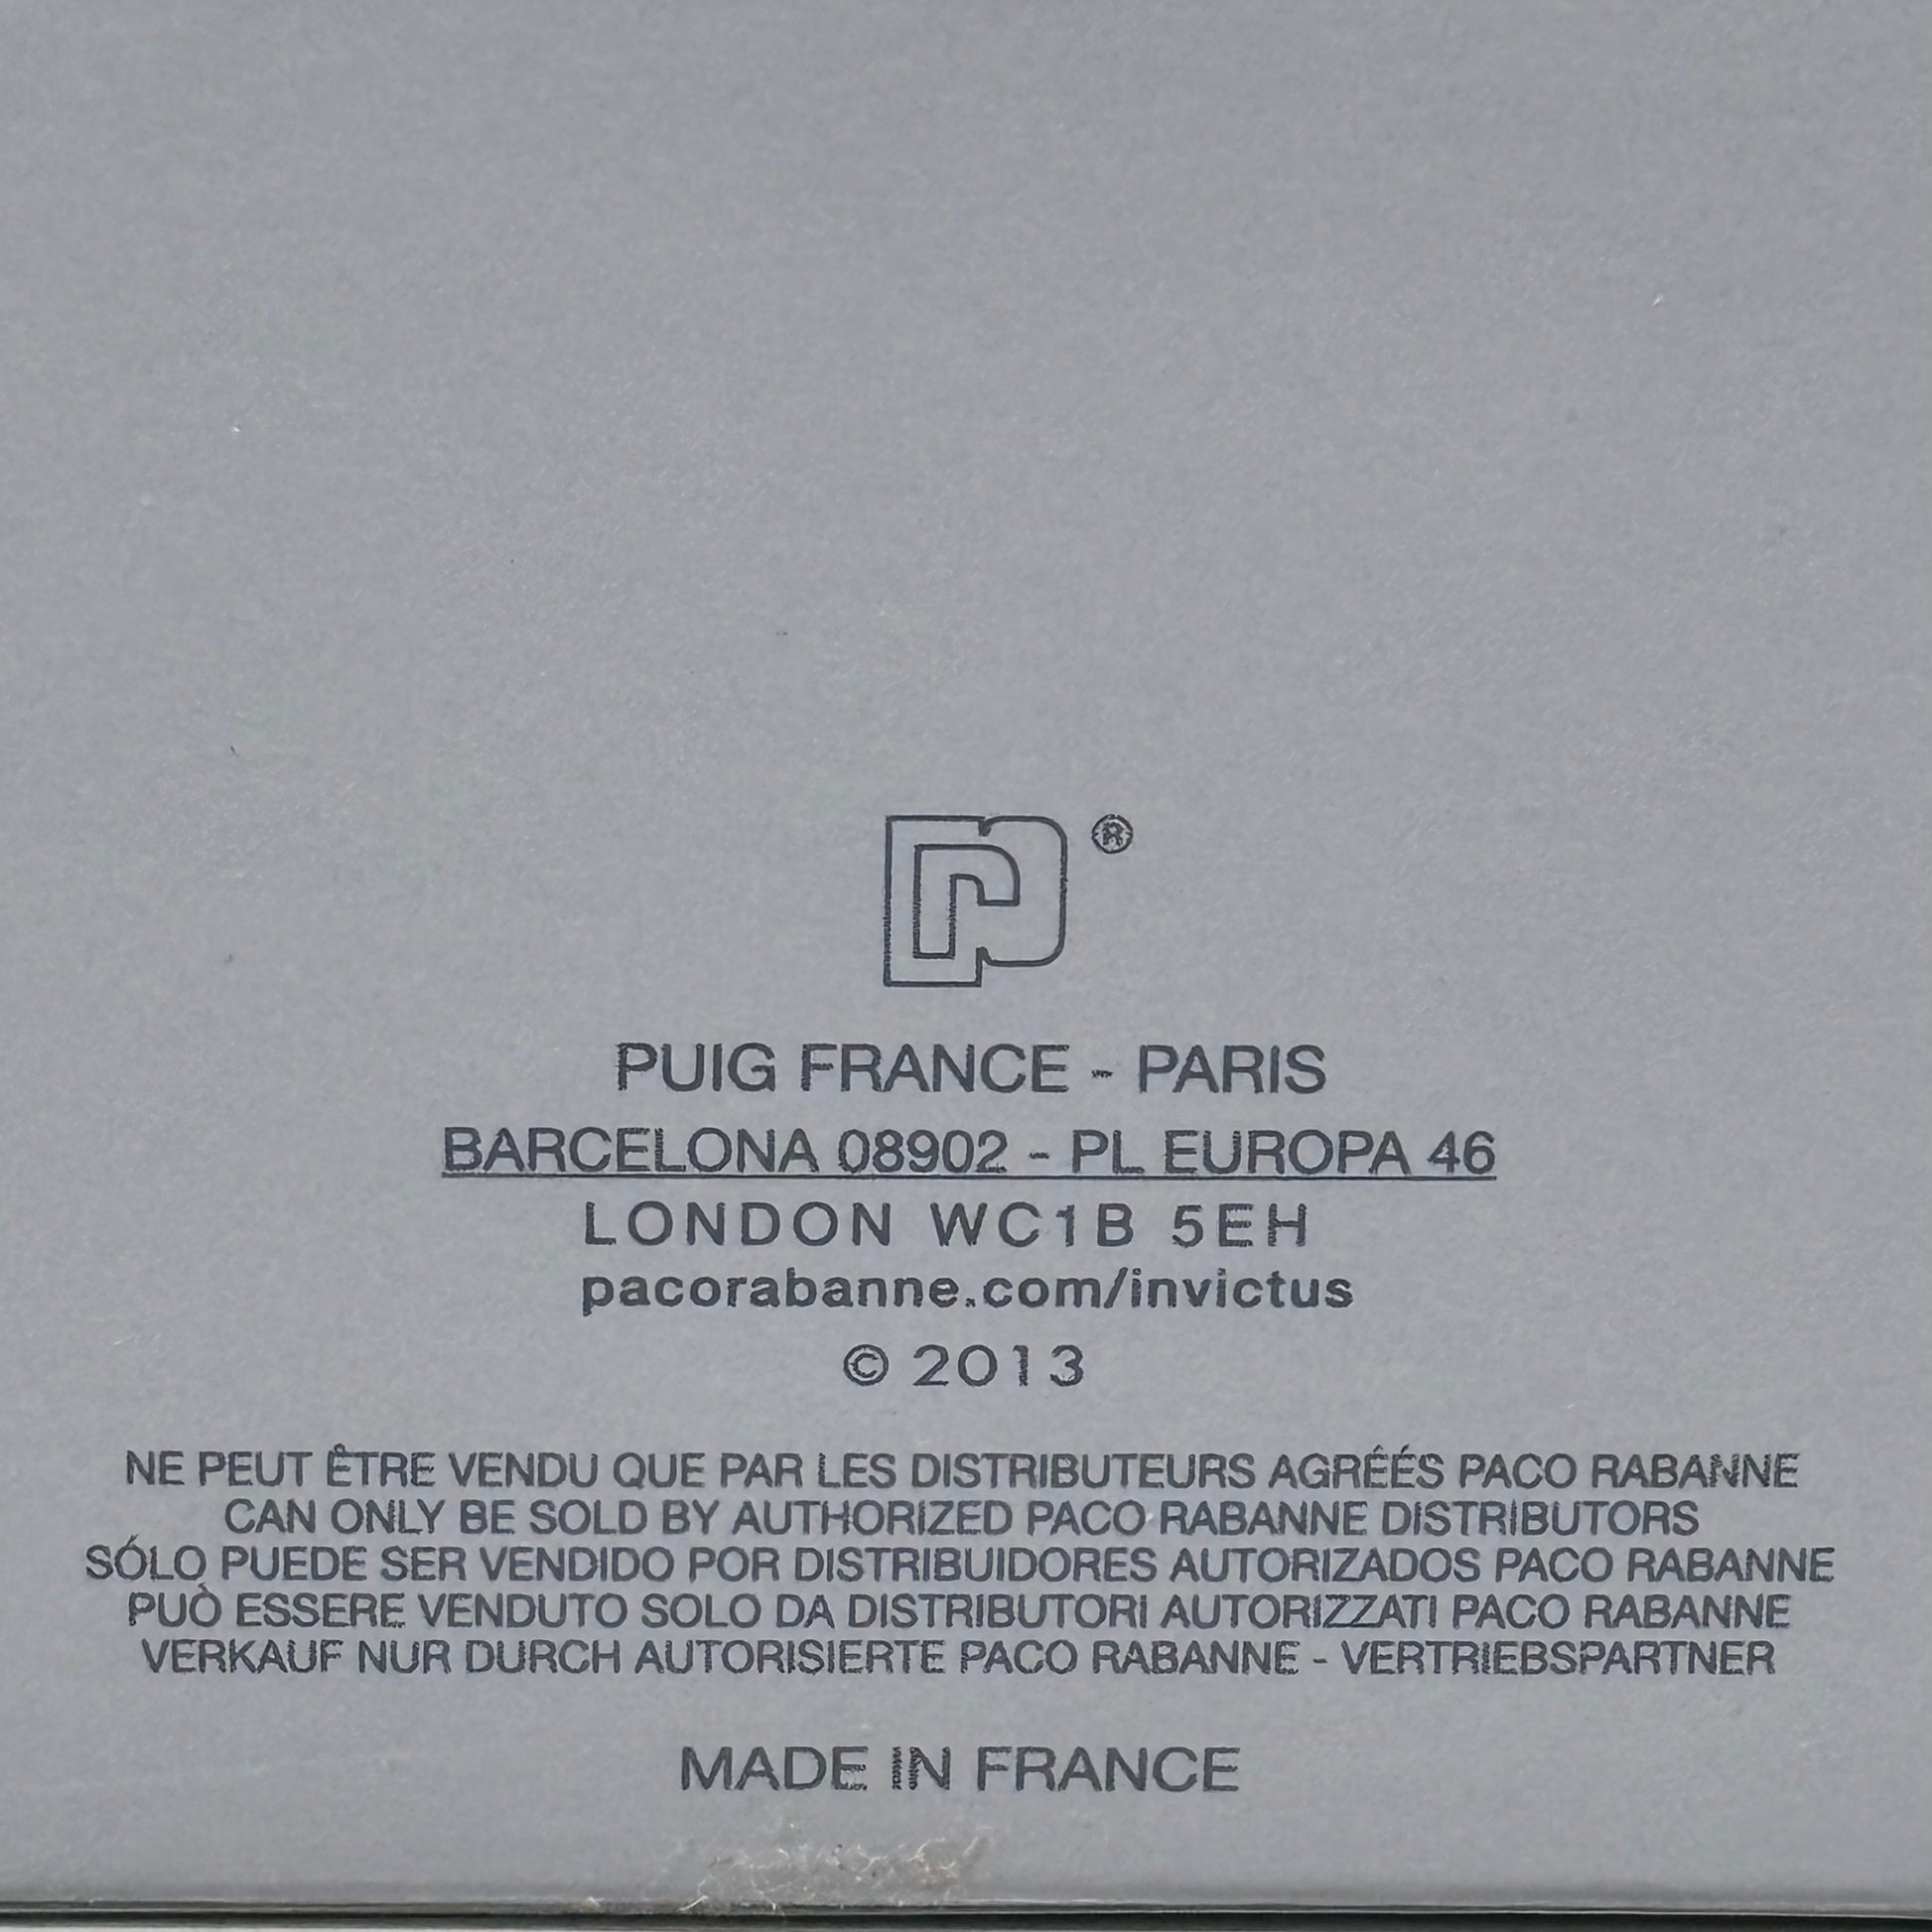 ®
PUIG FRANCE - PARIS
BARCELONA 08902 - PL EUROPA 46
LONDON WC1B 5EH
pacorabanne.com/invictus
© 2013
NE PEUT ÊTRE VENDU QUE PAR LES DISTRIBUTEURS AGRÉÉS PACO RABANNE
CAN ONLY BE SOLD BY AUTHORIZED PACO RABANNE DISTRIBUTORS
SÓLO PUEDE SER VENDIDO POR DISTRIBUIDORES AUTORIZADOS PACO RABANNE
PUÒ ESSERE VENDUTO SOLO DA DISTRIBUTORI AUTORIZZATI PACO RABANNE
VERKAUF NUR DURCH AUTORISIERTE PACO RABANNE - VERTRIEBSPARTNER
MADE IN FRANCE